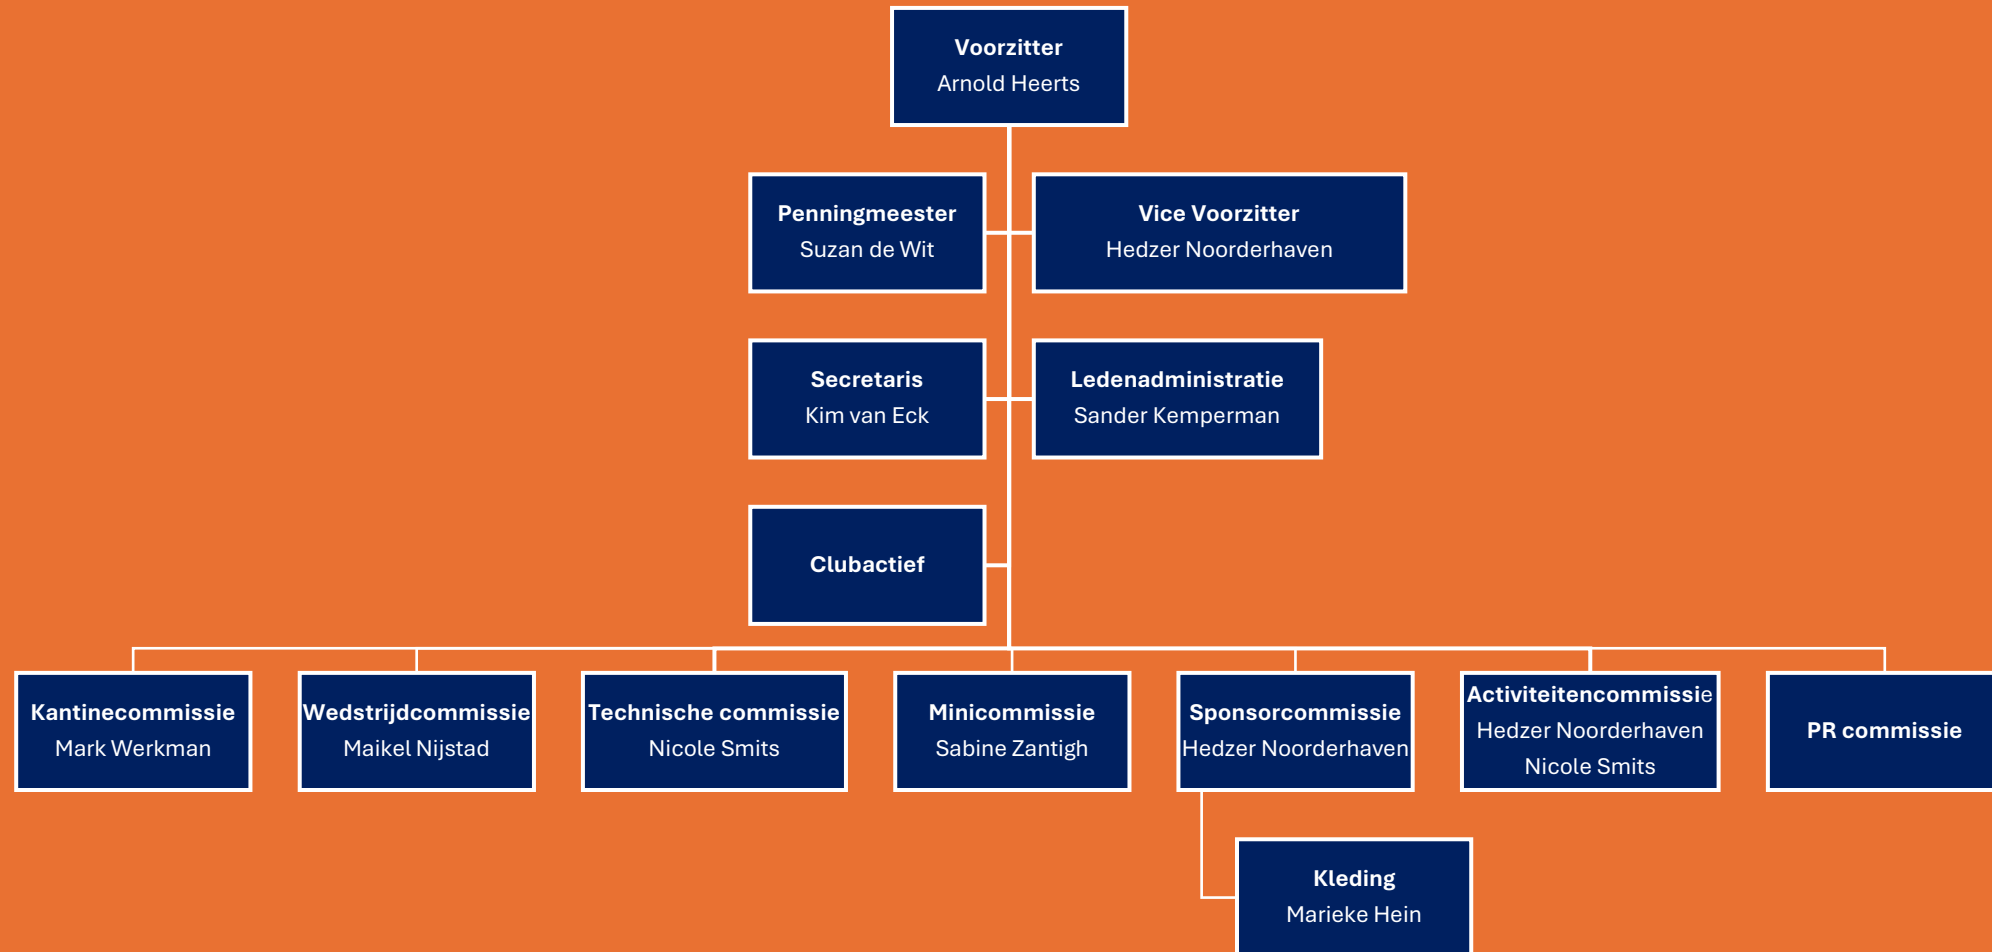 Voorzitter
Arnold Heerts
Penningmeester
Suzan de Wit
Vice Voorzitter
Hedzer Noorderhaven
Secretaris
Kim van Eck
Ledenadministratie
Sander Kemperman
Clubactief
Kantinecommissie
Mark Werkman
Wedstrijdcommissie
Maikel Nijstad
Technische commissie
Nicole Smits
Minicommissie
Sabine Zantigh
Sponsorcommissie
Hedzer Noorderhaven
Activiteitencommissie
Hedzer Noorderhaven
Nicole Smits
PR commissie
Kleding
Marieke Hein